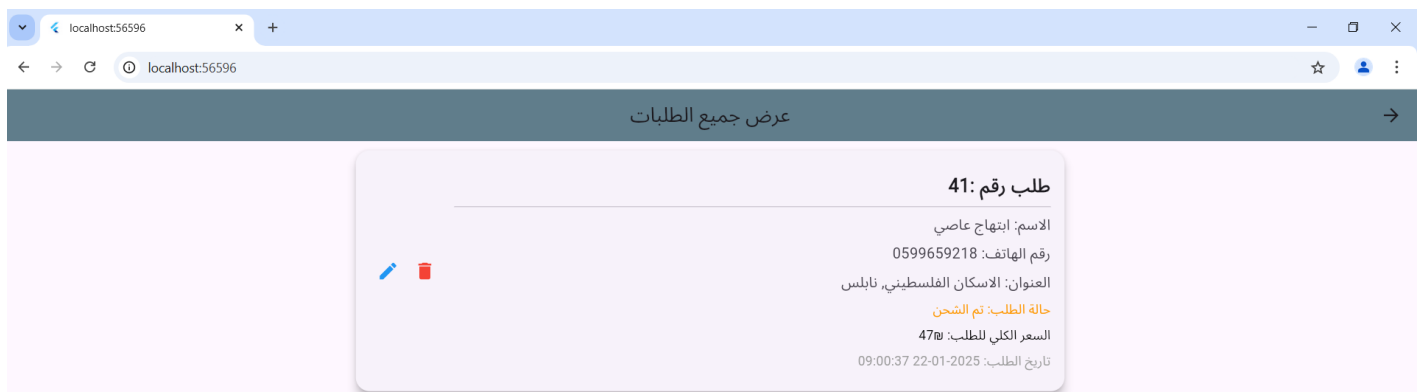 localhost:56596
localhost:56596
عرض جميع الطلبات
طلب رقم :41
الاسم: ابتهاج عاصي
رقم الهاتف: 0599659218
العنوان: الاسكان الفلسطيني, نابلس
حالة الطلب: تم الشحن
السعر الكلي للطلب: ₪47
تاريخ الطلب: 2025-01-22 09:00:37